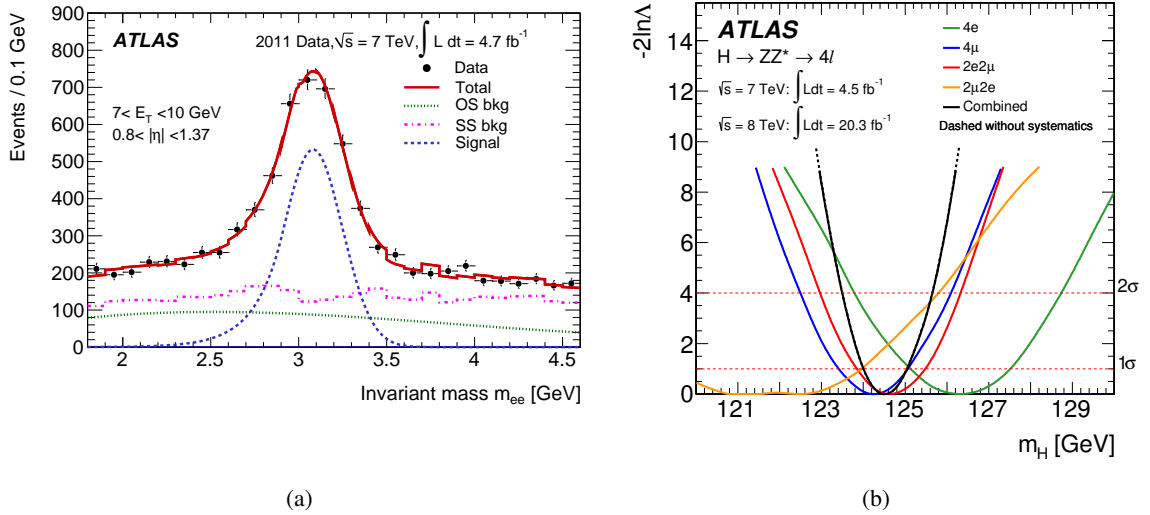 ATLAS
2011 Data,√s = 7 TeV,∫ L dt = 4.7 fb⁻¹
7< E_T <10 GeV
0.8< |η| <1.37
Data
Total
OS bkg
SS bkg
Signal
Events / 0.1 GeV
900
800
700
600
500
400
300
200
100
0
2 2.5 3 3.5 4 4.5
Invariant mass m_ee [GeV]
(a)
ATLAS
H → ZZ* → 4l
√s = 7 TeV: ∫Ldt = 4.5 fb⁻¹
√s = 8 TeV: ∫Ldt = 20.3 fb⁻¹
4e
4μ
2e2μ
2μ2e
Combined
Dashed without systematics
-2lnΛ
14
12
10
8
6
4
2
0
2σ
1σ
121 123 125 127 129
m_H [GeV]
(b)